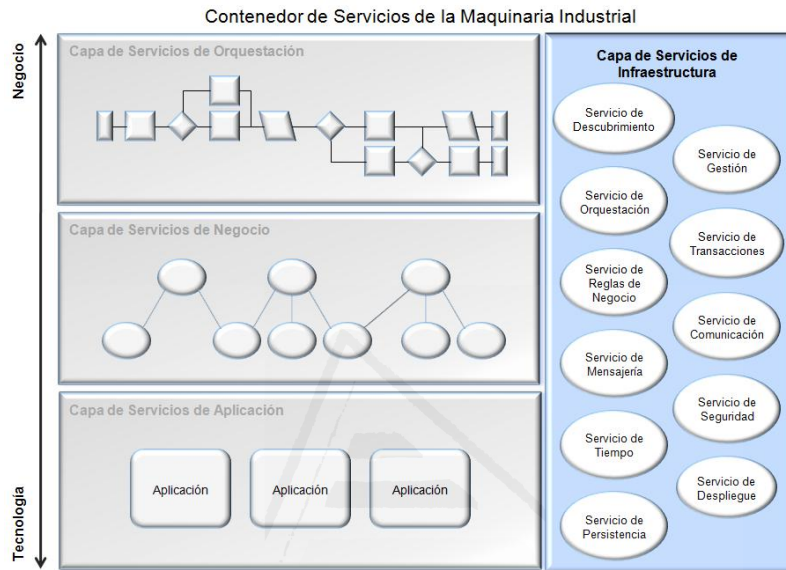 Contenedor de Servicios de la Maquinaria Industrial
Negocio
Tecnología
Capa de Servicios de Orquestación
Capa de Servicios de Negocio
Capa de Servicios de Aplicación
Aplicación
Aplicación
Aplicación
Capa de Servicios de
Infraestructura
Servicio de
Descubrimiento
Servicio de
Gestión
Servicio de
Orquestación
Servicio de
Transacciones
Servicio de
Reglas de
Negocio
Servicio de
Comunicación
Servicio de
Mensajería
Servicio de
Seguridad
Servicio de
Tiempo
Servicio de
Despliegue
Servicio de
Persistencia